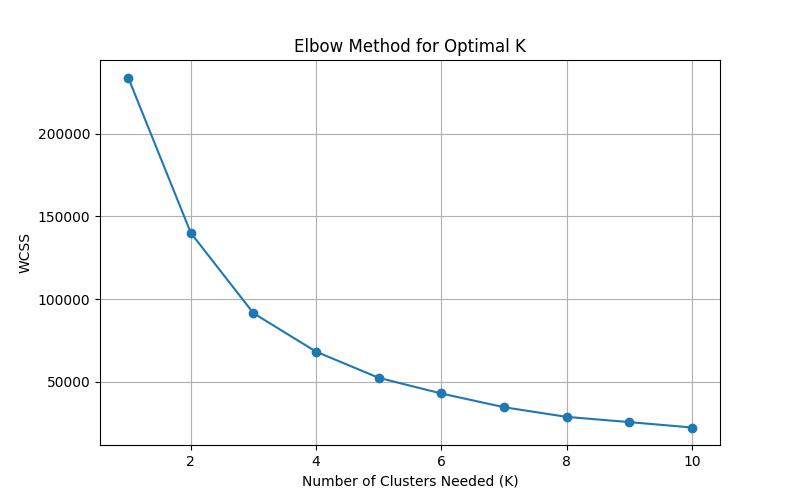 Elbow Method for Optimal K
200000
150000
100000
50000
WCSS
2 4 6 8 10
Number of Clusters Needed (K)